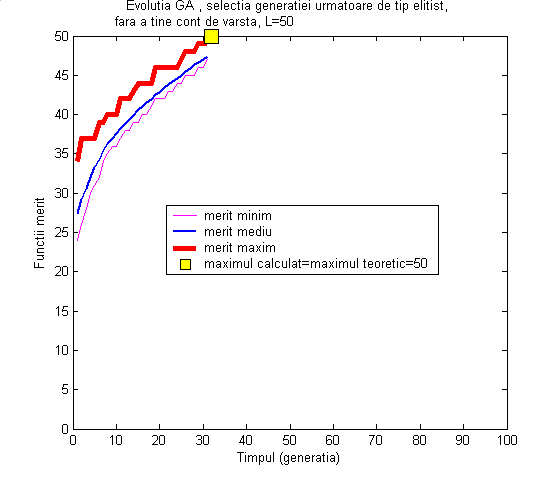 Evolutia GA , selectia generatiei urmatoare de tip elitist,
fara a tine cont de varsta, L=50
50
45
40
35
30
25
20
15
10
5
0
Functii merit
merit minim
merit mediu
merit maxim
maximul calculat=maximul teoretic=50
0 10 20 30 40 50 60 70 80 90 100
Timpul (generatia)